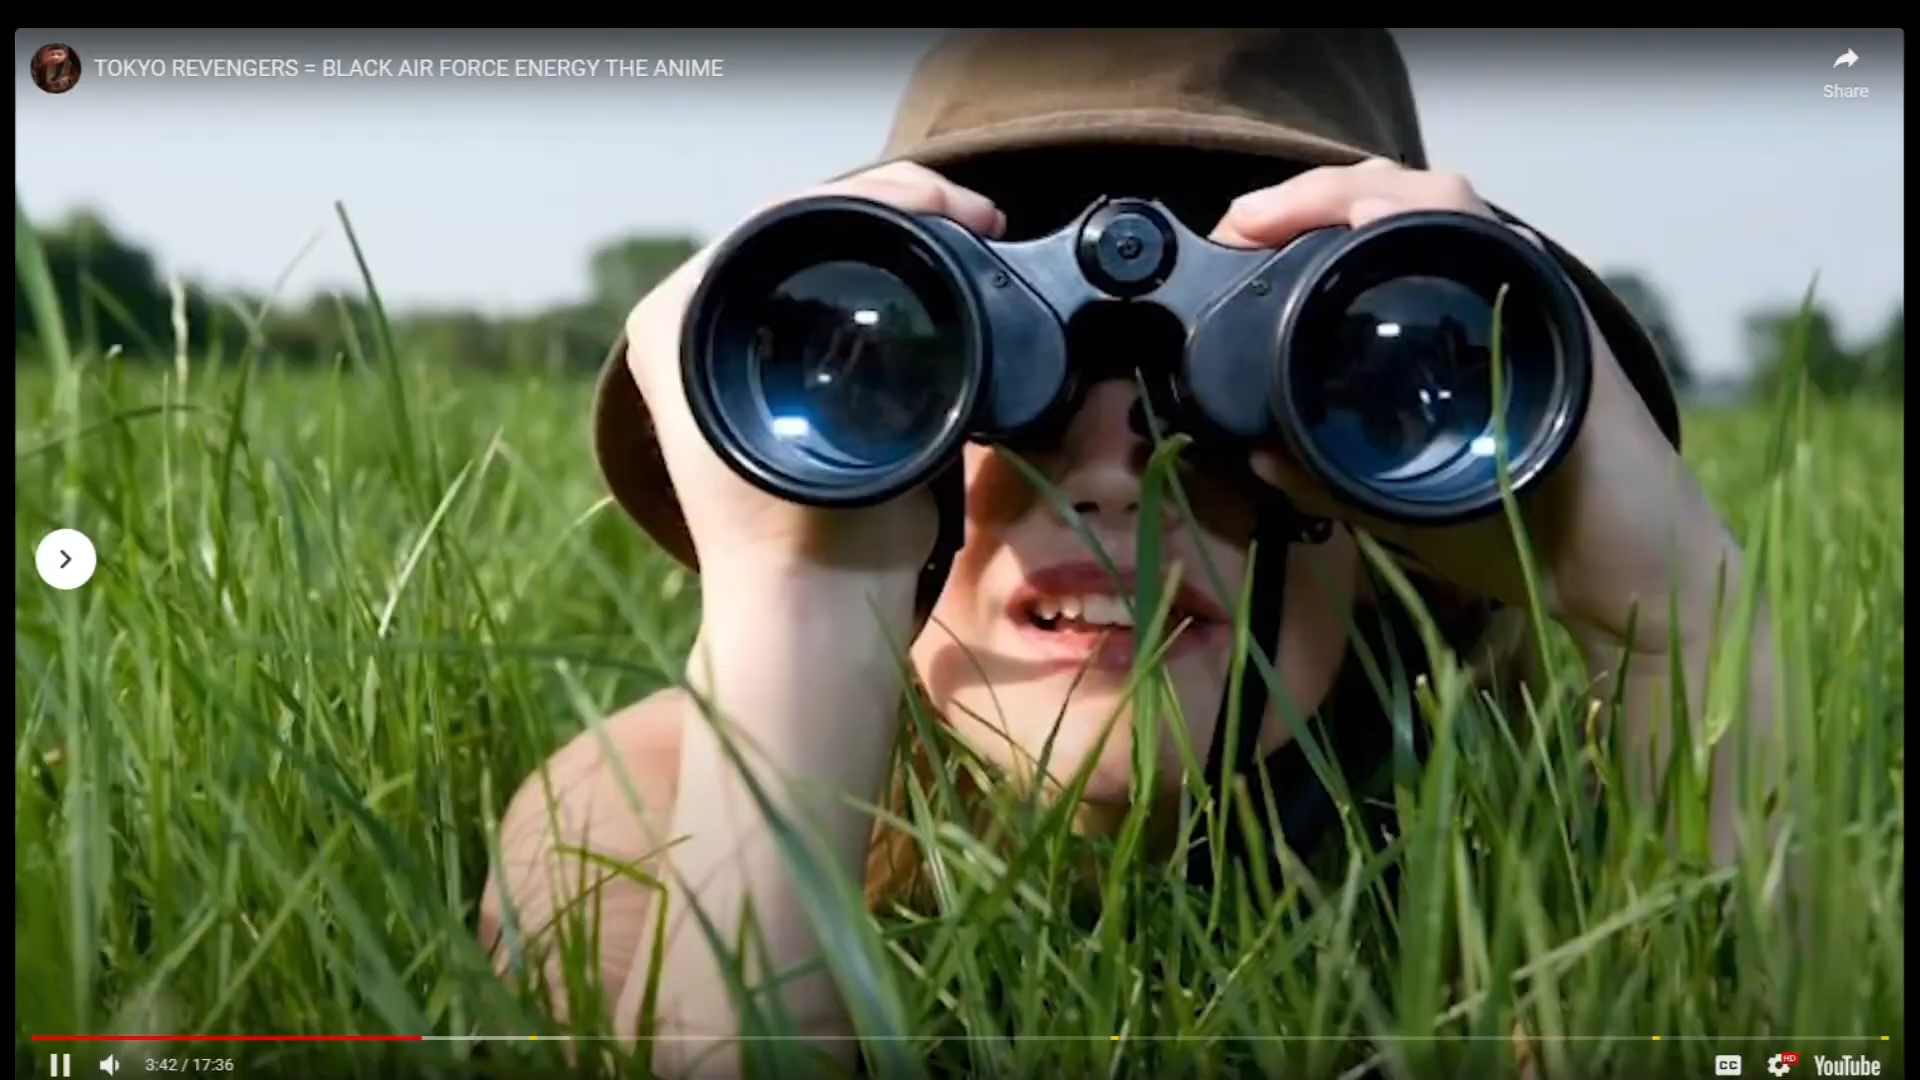 TOKYO REVENGERS = BLACK AIR FORCE ENERGY THE ANIME
Share
3:42 / 17:36
CC
HD
YouTube